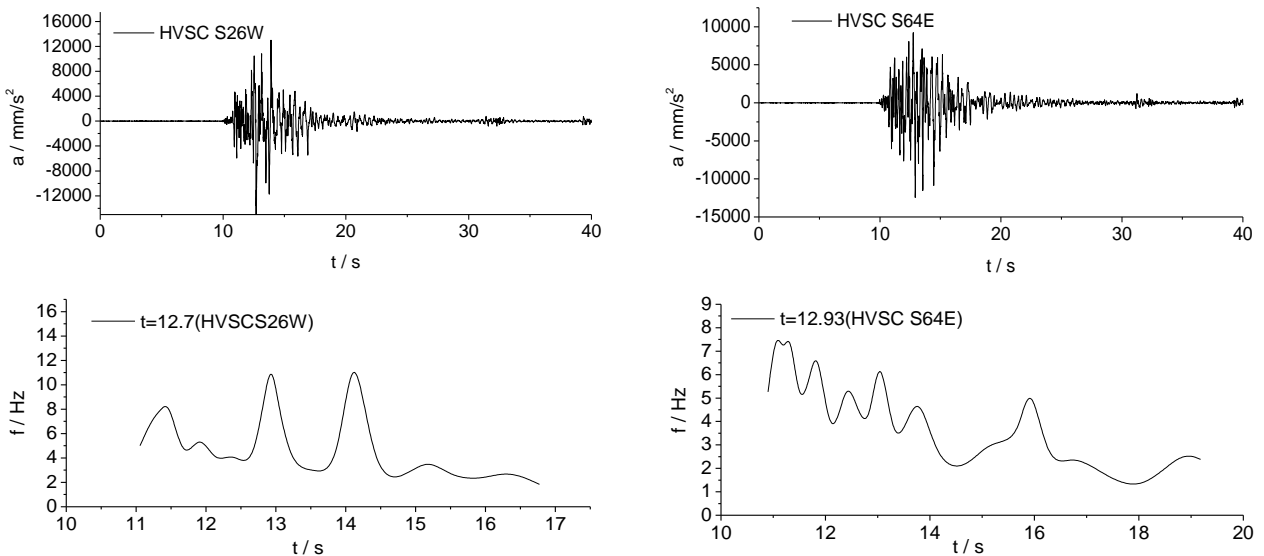 16000
12000
8000
4000
0
-4000
-8000
-12000
a / mm/s²
HVSC S26W
0 10 20 30 40
t / s
10000
5000
0
-5000
-10000
-15000
a / mm/s²
HVSC S64E
0 10 20 30 40
t / s
16
14
12
10
8
6
4
2
0
f / Hz
t=12.7(HVSCS26W)
10 11 12 13 14 15 16 17
t / s
9
8
7
6
5
4
3
2
1
0
f / Hz
t=12.93(HVSC S64E)
10 12 14 16 18 20
t / s